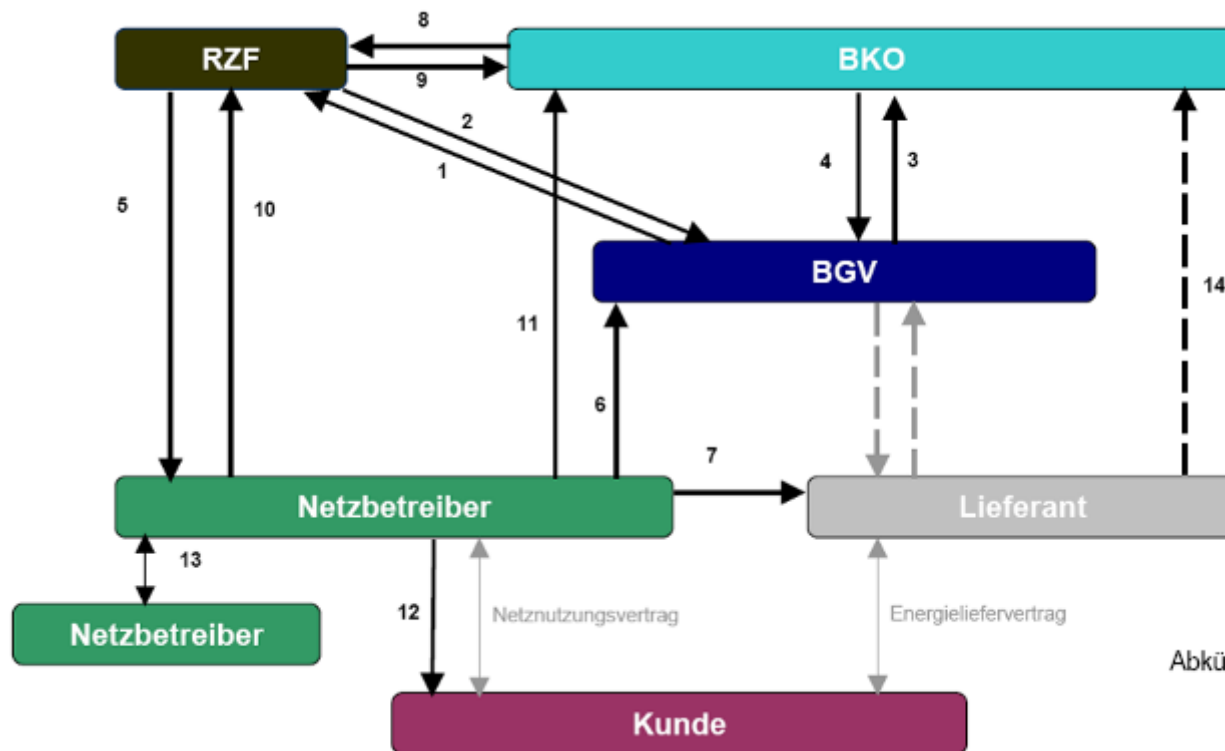 8
RZF
BKO
9
2
1
4
3
5
10
BGV
14
11
6
7
Netzbetreiber
Lieferant
13
12
Netznutzungsvertrag
Energieliefervertrag
Netzbetreiber
Abkü
Kunde